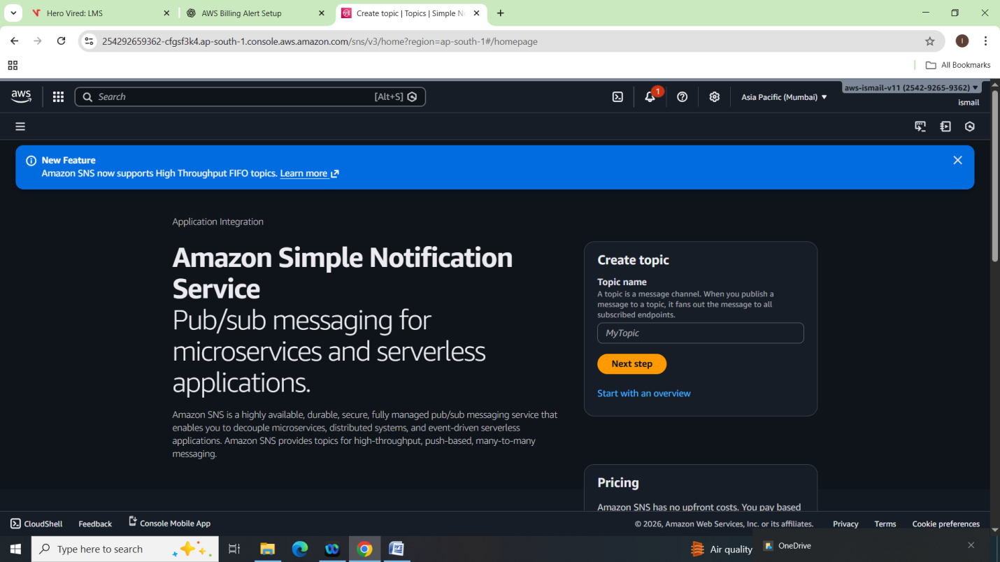 Hero Vired: LMS
AWS Billing Alert Setup
Create topic | Topics | Simple N
254292659362-cfgsf3k4.ap-south-1.console.aws.amazon.com/sns/v3/home?region=ap-south-1#/homepage
I
All Bookmarks
aws
Search
[Alt+S]
1
Asia Pacific (Mumbai)
aws-ismail-v11 (2542-9265-9362)
ismail
New Feature
Amazon SNS now supports High Throughput FIFO topics. Learn more
Application Integration
Amazon Simple Notification
Service
Pub/sub messaging for
microservices and serverless
applications.
Amazon SNS is a highly available, durable, secure, fully managed pub/sub messaging service that
enables you to decouple microservices, distributed systems, and event-driven serverless
applications. Amazon SNS provides topics for high-throughput, push-based, many-to-many
messaging.
Create topic
Topic name
A topic is a message channel. When you publish a
message to a topic, it fans out the message to all
subscribed endpoints.
MyTopic
Next step
Start with an overview
Pricing
Amazon SNS has no upfront costs. You pay based
CloudShell
Feedback
Console Mobile App
© 2026, Amazon Web Services, Inc. or its affiliates.
Privacy
Terms
Cookie preferences
Type here to search
Air quality
OneDrive